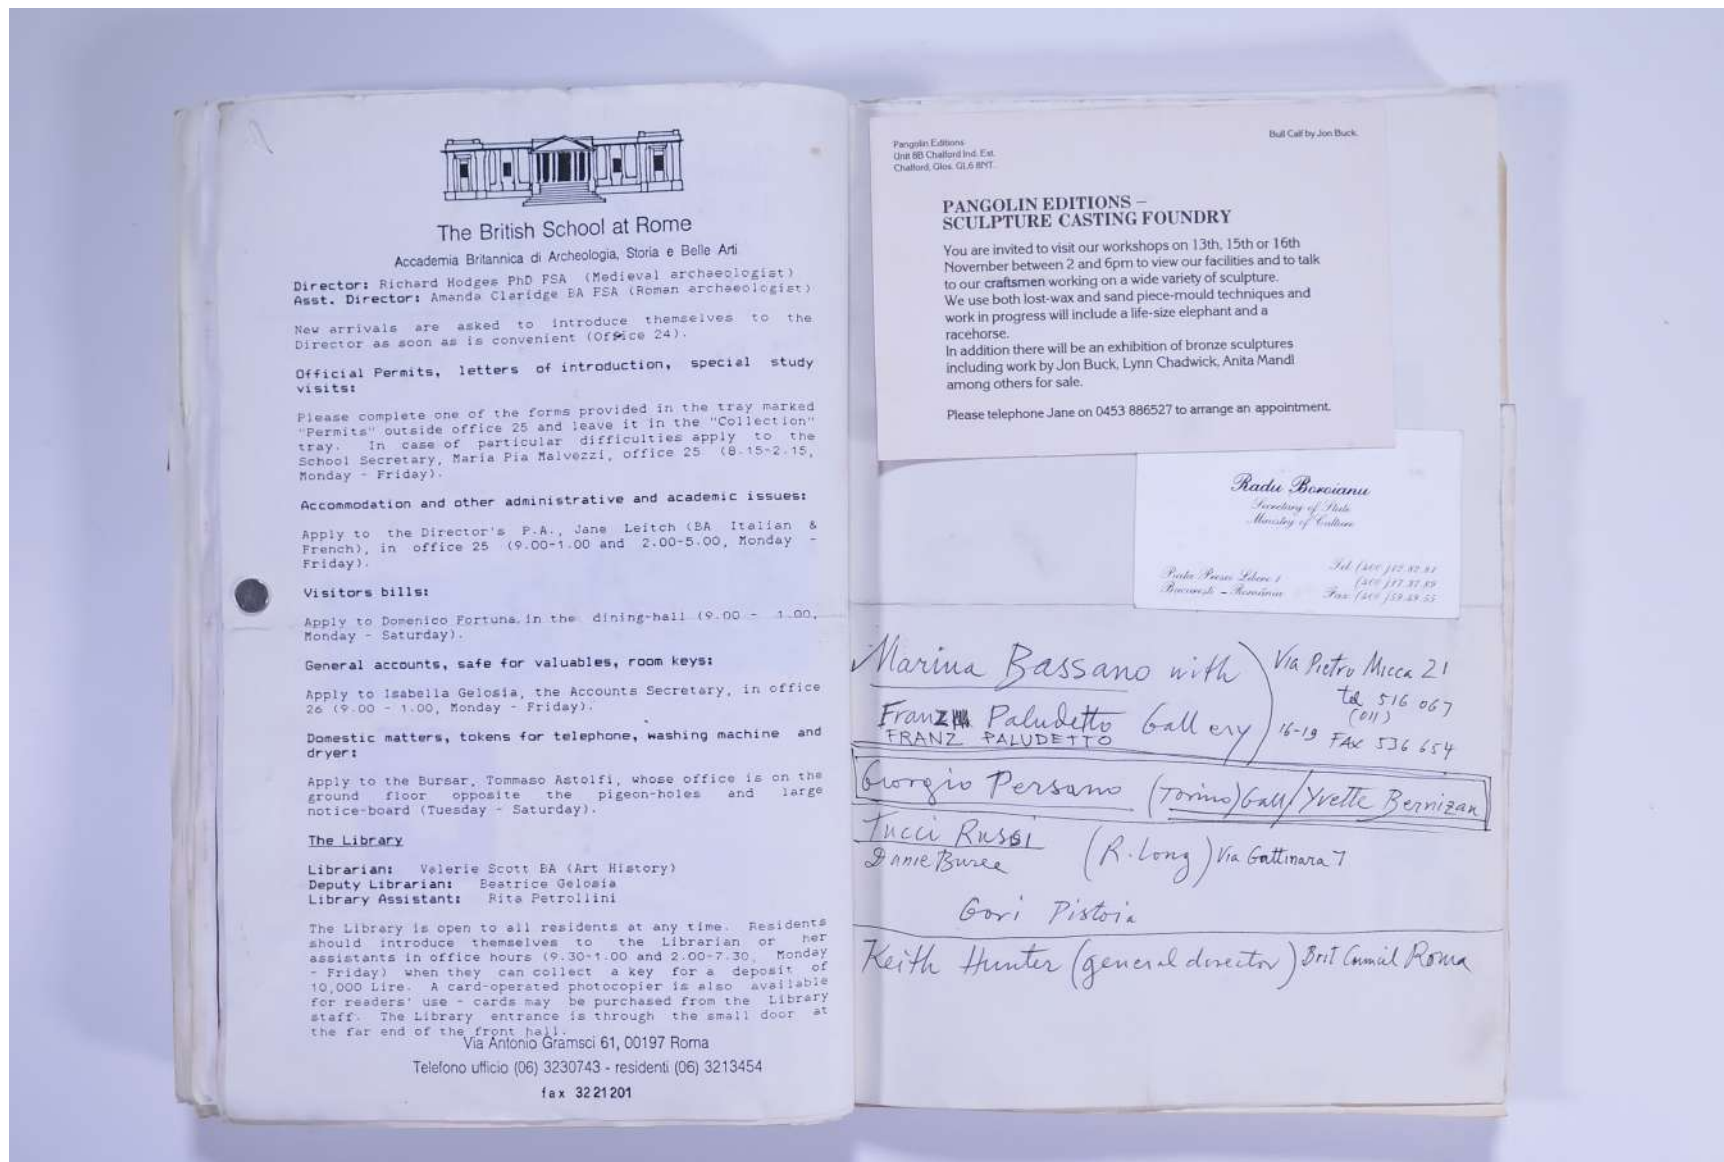 The British School at Rome
Accademia Britannica di Archeologia, Storia e Belle Arti
Director: Richard Hodges PhD FSA (Medieval archaeologist)
Asst. Director: Amanda Claridge BA FSA (Roman archaeologist)
New arrivals are asked to introduce themselves to the
Director as soon as is convenient (Office 24).
Official Permits, letters of introduction, special study
visits:
Please complete one of the forms provided in the tray marked
"Permits" outside office 25 and leave it in the "Collection"
tray. In case of particular difficulties apply to the
School Secretary, Maria Pia Malvezzi, office 25 (8.15-2.15,
Monday - Friday).
Accommodation and other administrative and academic issues:
Apply to the Director's P.A., Jane Leitch (BA Italian &
French), in office 25 (9.00-1.00 and 2.00-5.00, Monday -
Friday).
Visitors bills:
Apply to Domenico Fortuna in the dining-hall (9.00 - 1.00,
Monday - Saturday).
General accounts, safe for valuables, room keys:
Apply to Isabella Gelosia, the Accounts Secretary, in office
26 (9.00 - 1.00, Monday - Friday).
Domestic matters, tokens for telephone, washing machine and
dryer:
Apply to the Bursar, Tommaso Astolfi, whose office is on the
ground floor opposite the pigeon-holes and large
notice-board (Tuesday - Saturday).
The Library
Librarian: Valerie Scott BA (Art History)
Deputy Librarian: Beatrice Gelosia
Library Assistant: Rita Petrollini
The Library is open to all residents at any time. Residents
should introduce themselves to the Librarian or her
assistants in office hours (9.30-1.00 and 2.00-7.30, Monday
- Friday) when they can collect a key for a deposit of
10,000 Lire. A card-operated photocopier is also available
for readers' use - cards may be purchased from the Library
staff. The Library entrance is through the small door at
the far end of the front hall.
Via Antonio Gramsci 61, 00197 Roma
Telefono ufficio (06) 3230743 - residenti (06) 3213454
fax 3221201
Pangolin Editions
Unit 8B Chalford Ind. Est.
Chalford, Glos. GL6 8NT.
Bull Calf by Jon Buck.
PANGOLIN EDITIONS –
SCULPTURE CASTING FOUNDRY
You are invited to visit our workshops on 13th, 15th or 16th
November between 2 and 6pm to view our facilities and to talk
to our craftsmen working on a wide variety of sculpture.
We use both lost-wax and sand piece-mould techniques and
work in progress will include a life-size elephant and a
racehorse.
In addition there will be an exhibition of bronze sculptures
including work by Jon Buck, Lynn Chadwick, Anita Mandl
among others for sale.
Please telephone Jane on 0453 886527 to arrange an appointment.
Radu Boroianu
Secretary of State
Ministry of Culture
Piața Presei Libere 1
București - România
Marina Bassano with
Franz Paludetto Gallery
FRANZ PALUDETTO
Via Pietro Micca 21
tel 516 067
(011)
16-19 FAX 536 654
Giorgio Persano (Torino) Gall/Yvette Bernizan
Tucci Russi (R. Long) Via Gattinara 7
Gori Pistoia
Keith Hunter (general director) Brit Council Roma